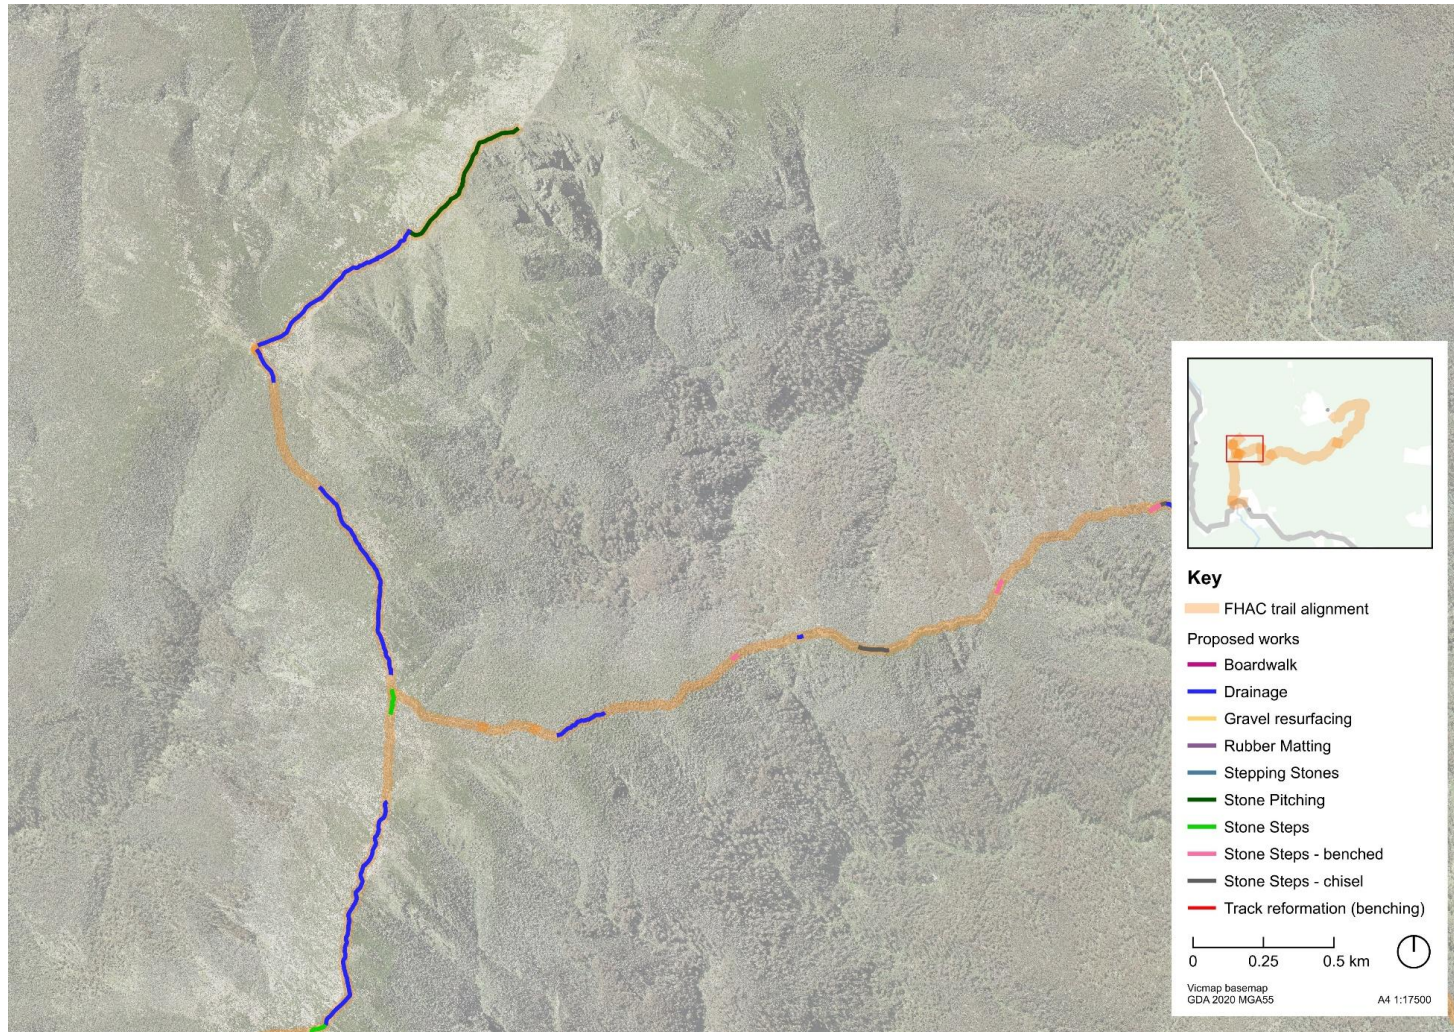 Key
FHAC trail alignment
Proposed works
Boardwalk
Drainage
Gravel resurfacing
Rubber Matting
Stepping Stones
Stone Pitching
Stone Steps
Stone Steps - benched
Stone Steps - chisel
Track reformation (benching)
0 0.25 0.5 km
Vicmap basemap
GDA 2020 MGA55 A4 1:17500